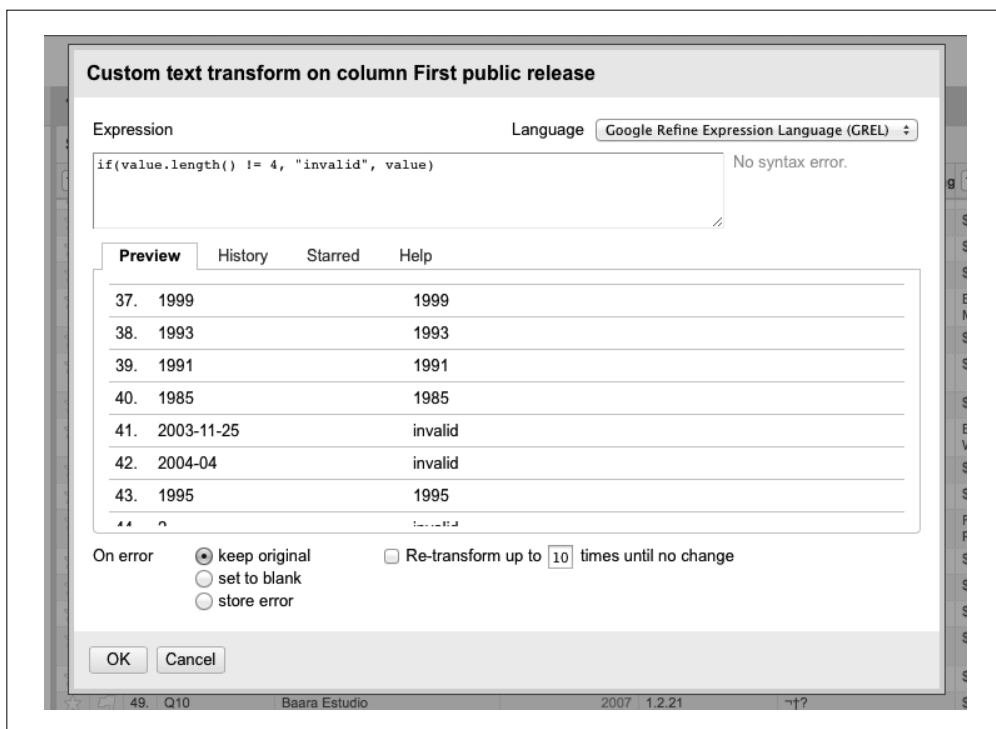 Custom text transform on column First public release
Expression
Language Google Refine Expression Language (GREL)
if(value.length() != 4, "invalid", value)
No syntax error.
Preview History Starred Help
37. 1999 1999
38. 1993 1993
39. 1991 1991
40. 1985 1985
41. 2003-11-25 invalid
42. 2004-04 invalid
43. 1995 1995
44. 2 invalid
On error keep original Re-transform up to 10 times until no change
set to blank
store error
OK Cancel
49. Q10 Baara Estudio 2007 1.2.21 ¬†?